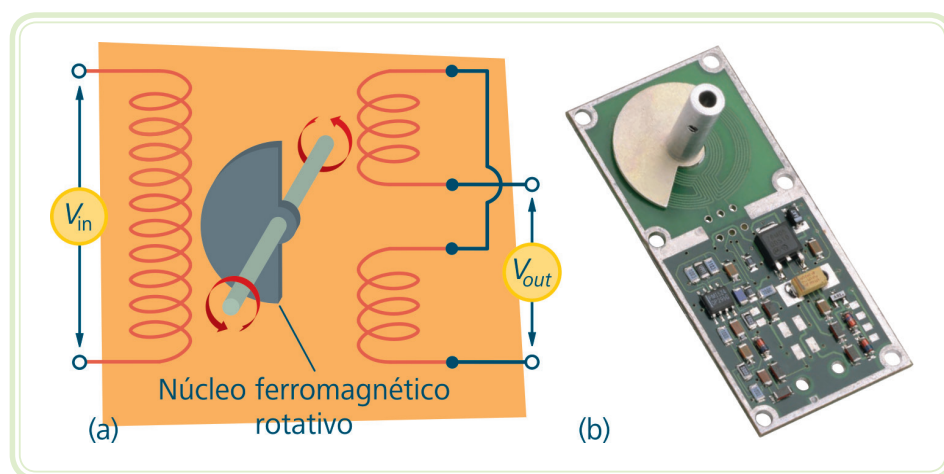 V_in
V_out
Núcleo ferromagnético
rotativo
(a)
(b)